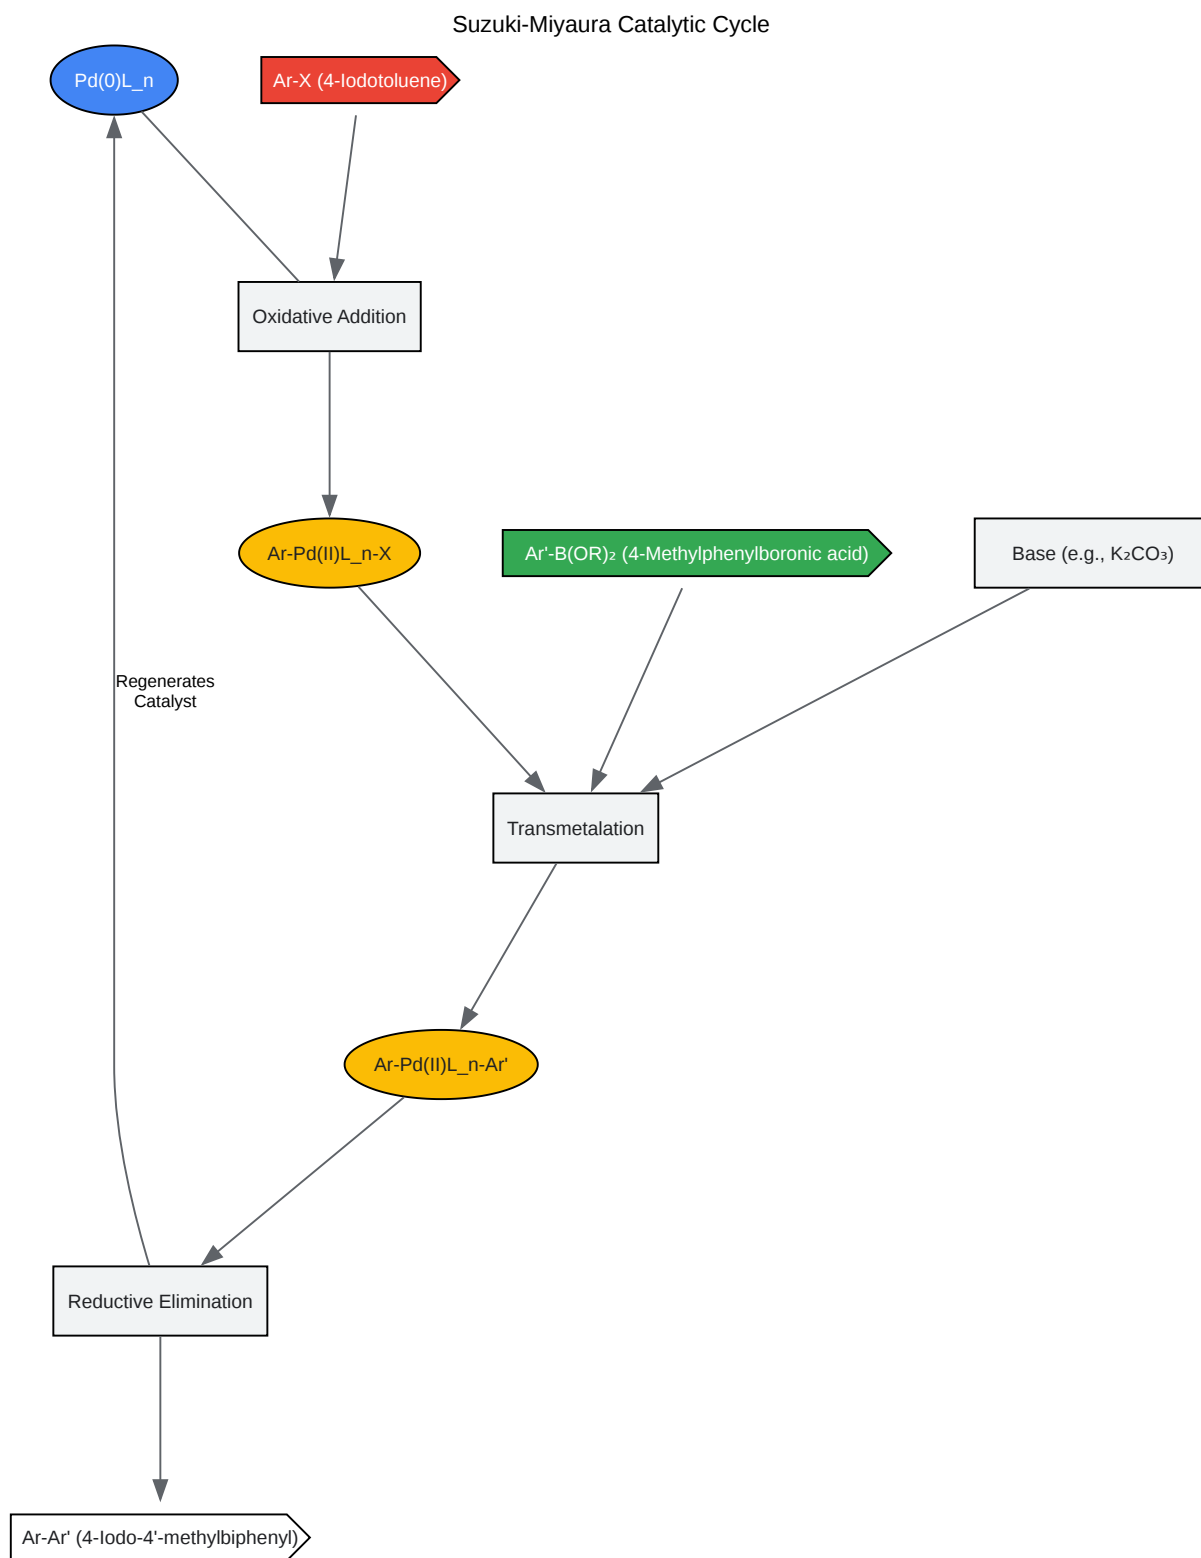 Suzuki-Miyaura Catalytic Cycle
Pd(0)L_n
Ar-X (4-Iodotoluene)
Oxidative Addition
Ar-Pd(II)L_n-X
Ar'-B(OR)₂ (4-Methylphenylboronic acid)
Base (e.g., K₂CO₃)
Regenerates
Catalyst
Transmetalation
Ar-Pd(II)L_n-Ar'
Reductive Elimination
Ar-Ar' (4-Iodo-4'-methylbiphenyl)